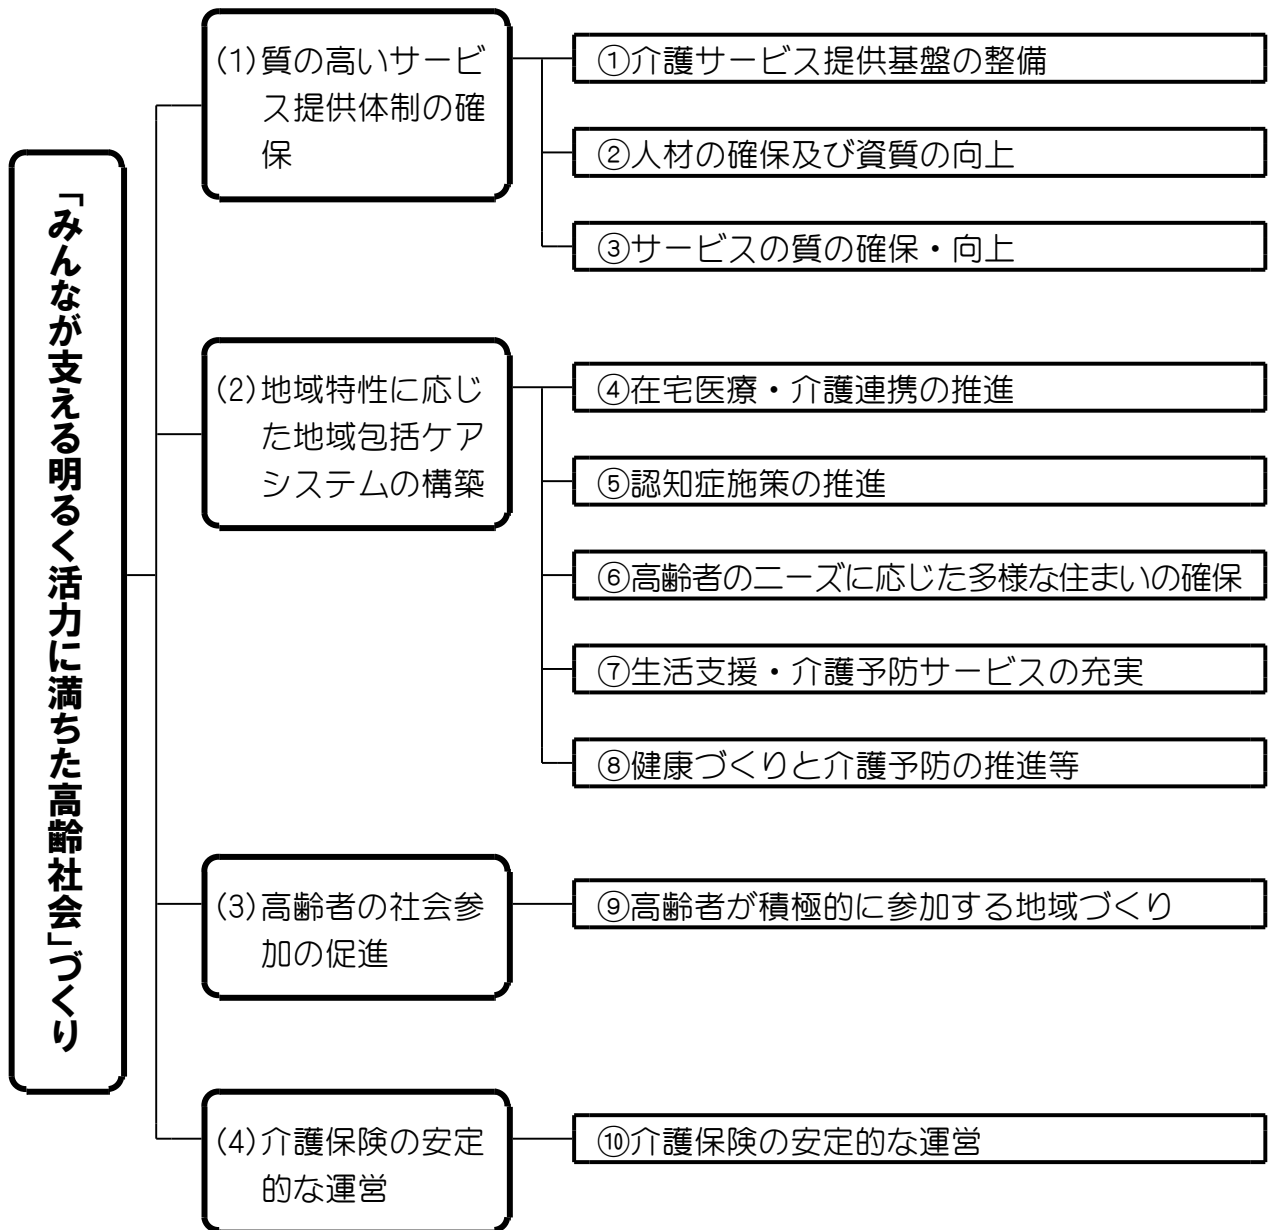 「みんなが支える明るく活力に満ちた高齢社会」づくり
(1)質の高いサービ
ス提供体制の確
保
①介護サービス提供基盤の整備
②人材の確保及び資質の向上
③サービスの質の確保・向上
(2)地域特性に応じ
た地域包括ケア
システムの構築
④在宅医療・介護連携の推進
⑤認知症施策の推進
⑥高齢者のニーズに応じた多様な住まいの確保
⑦生活支援・介護予防サービスの充実
⑧健康づくりと介護予防の推進等
(3)高齢者の社会参
加の促進
⑨高齢者が積極的に参加する地域づくり
(4)介護保険の安定
的な運営
⑩介護保険の安定的な運営